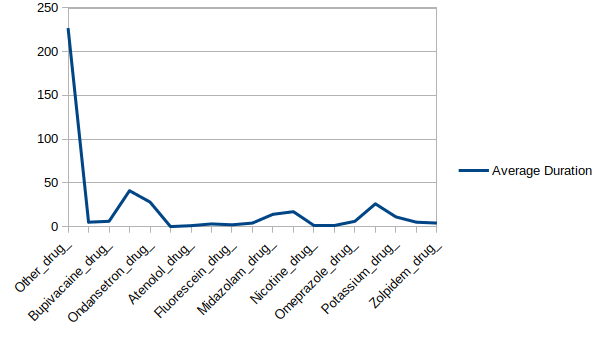 250
200
150
100
50
0
Average Duration
Other_drug_
Bupivacaine_drug_
Ondansetron_drug_
Atenolol_drug_
Fluorescein_drug_
Midazolam_drug_
Nicotine_drug_
Omeprazole_drug_
Potassium_drug_
Zolpidem_drug_